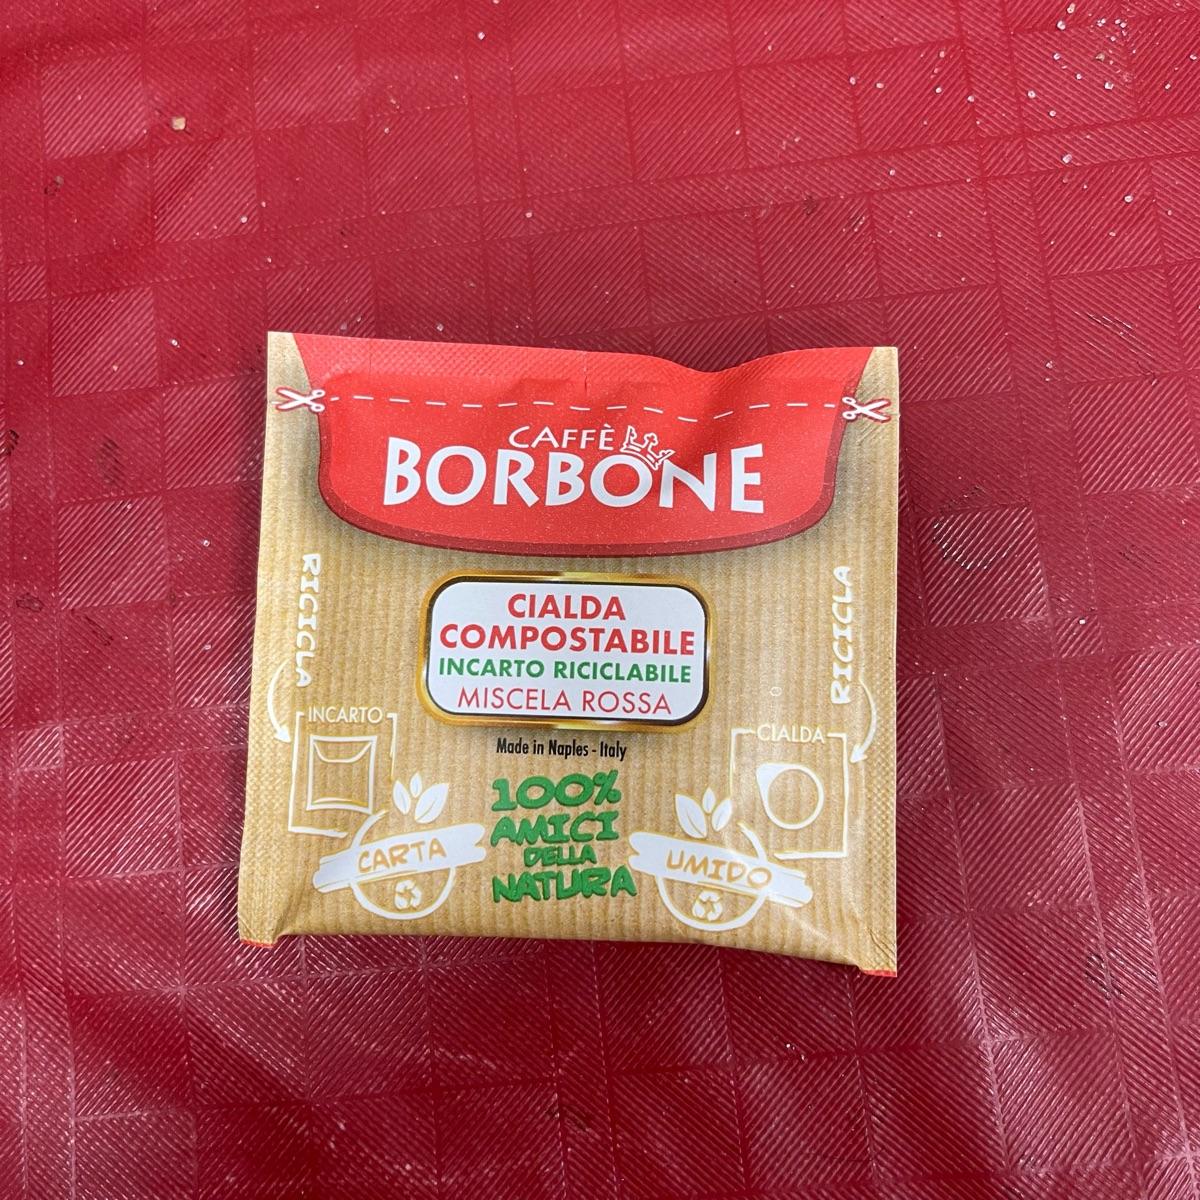 CAFFÈ
BORBONE
CIALDA
COMPOSTABILE
INCARTO RICICLABILE
MISCELA ROSSA
Made in Naples - Italy
RICICLA
INCARTO
CARTA
100%
AMICI
DELLA
NATURA
RICICLA
CIALDA
UMIDO